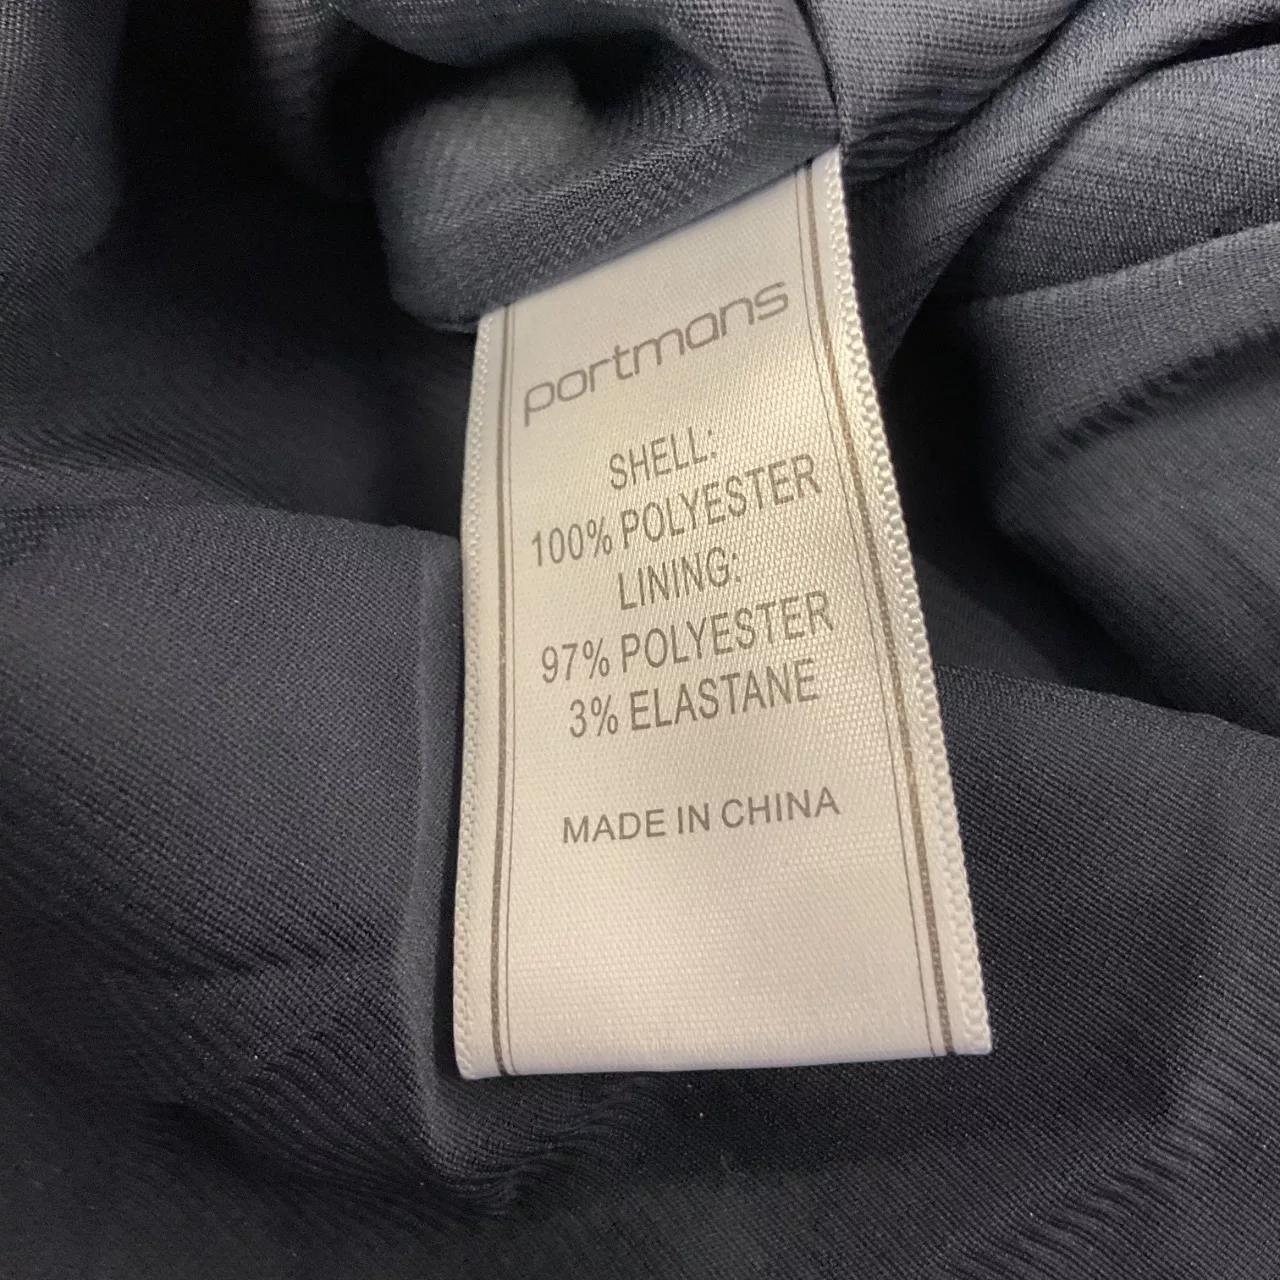 portmans
SHELL:
100% POLYESTER
LINING:
97% POLYESTER
3% ELASTANE
MADE IN CHINA